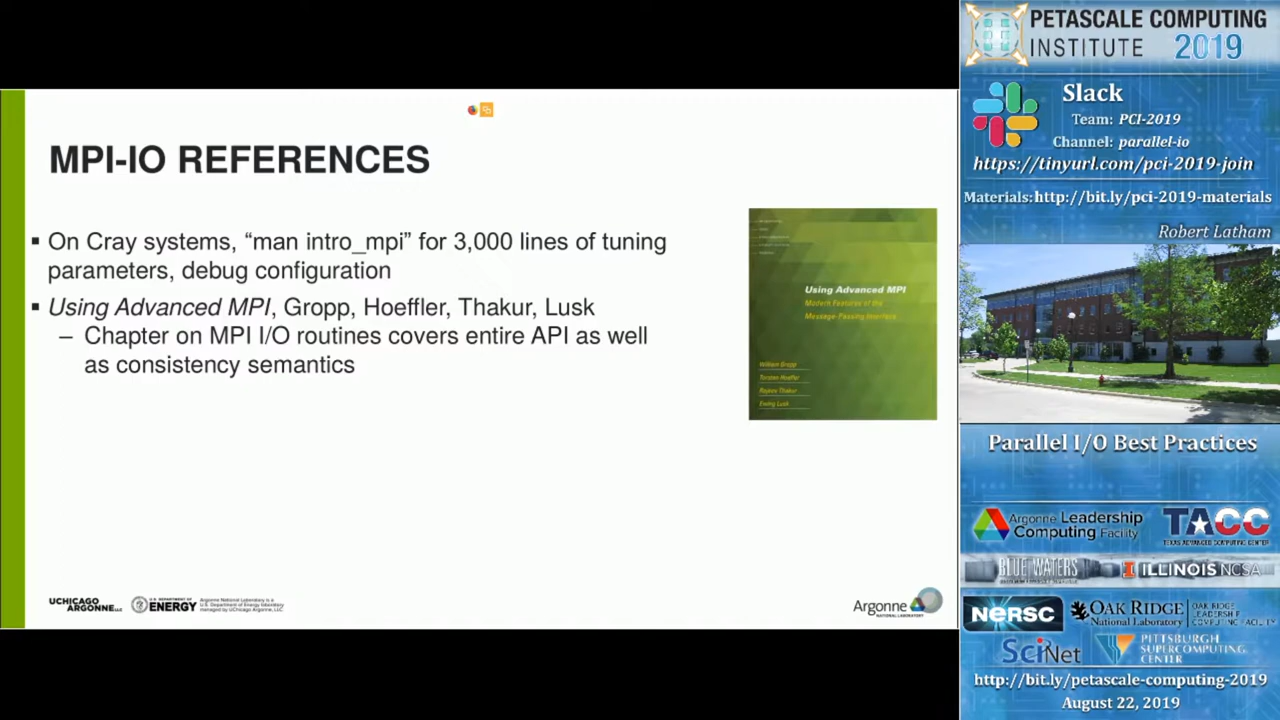 MPI-IO REFERENCES
▪ On Cray systems, “man intro_mpi” for 3,000 lines of tuning
parameters, debug configuration
▪ Using Advanced MPI, Gropp, Hoeffler, Thakur, Lusk
– Chapter on MPI I/O routines covers entire API as well
as consistency semantics
Using Advanced MPI
Modern Features of the
Message-Passing Interface
William Gropp
Torsten Hoefler
Rajeev Thakur
Ewing Lusk
UCHICAGO
ARGONNE LLC
U.S. DEPARTMENT OF
ENERGY
Argonne National Laboratory is a
U.S. Department of Energy laboratory
managed by UChicago Argonne, LLC.
Argonne
NATIONAL LABORATORY
PETASCALE COMPUTING
INSTITUTE 2019
Slack
Team: PCI-2019
Channel: parallel-io
https://tinyurl.com/pci-2019-join
Materials: http://bit.ly/pci-2019-materials
Robert Latham
Parallel I/O Best Practices
Argonne Leadership
Computing Facility
TACC
TEXAS ADVANCED COMPUTING CENTER
BLUE WATERS
ILLINOIS NCSA
NERSC
OAK RIDGE
National Laboratory
OAK RIDGE
LEADERSHIP
COMPUTING FACILITY
SciNet
PITTSBURGH
SUPERCOMPUTING
CENTER
http://bit.ly/petascale-computing-2019
August 22, 2019